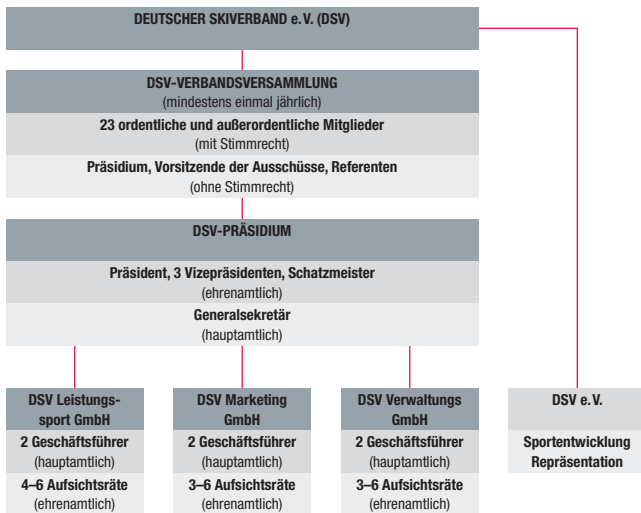 DEUTSCHER SKIVERBAND e.V. (DSV)
DSV-VERBANDSVERSAMMLUNG
(mindestens einmal jährlich)
23 ordentliche und außerordentliche Mitglieder
(mit Stimmrecht)
Präsidium, Vorsitzende der Ausschüsse, Referenten
(ohne Stimmrecht)
DSV-PRÄSIDIUM
Präsident, 3 Vizepräsidenten, Schatzmeister
(ehrenamtlich)
Generalsekretär
(hauptamtlich)
DSV Leistungs-
sport GmbH
2 Geschäftsführer
(hauptamtlich)
4–6 Aufsichtsräte
(ehrenamtlich)
DSV Marketing
GmbH
2 Geschäftsführer
(hauptamtlich)
3–6 Aufsichtsräte
(ehrenamtlich)
DSV Verwaltungs
GmbH
2 Geschäftsführer
(hauptamtlich)
3–6 Aufsichtsräte
(ehrenamtlich)
DSV e.V.
Sportentwicklung
Repräsentation